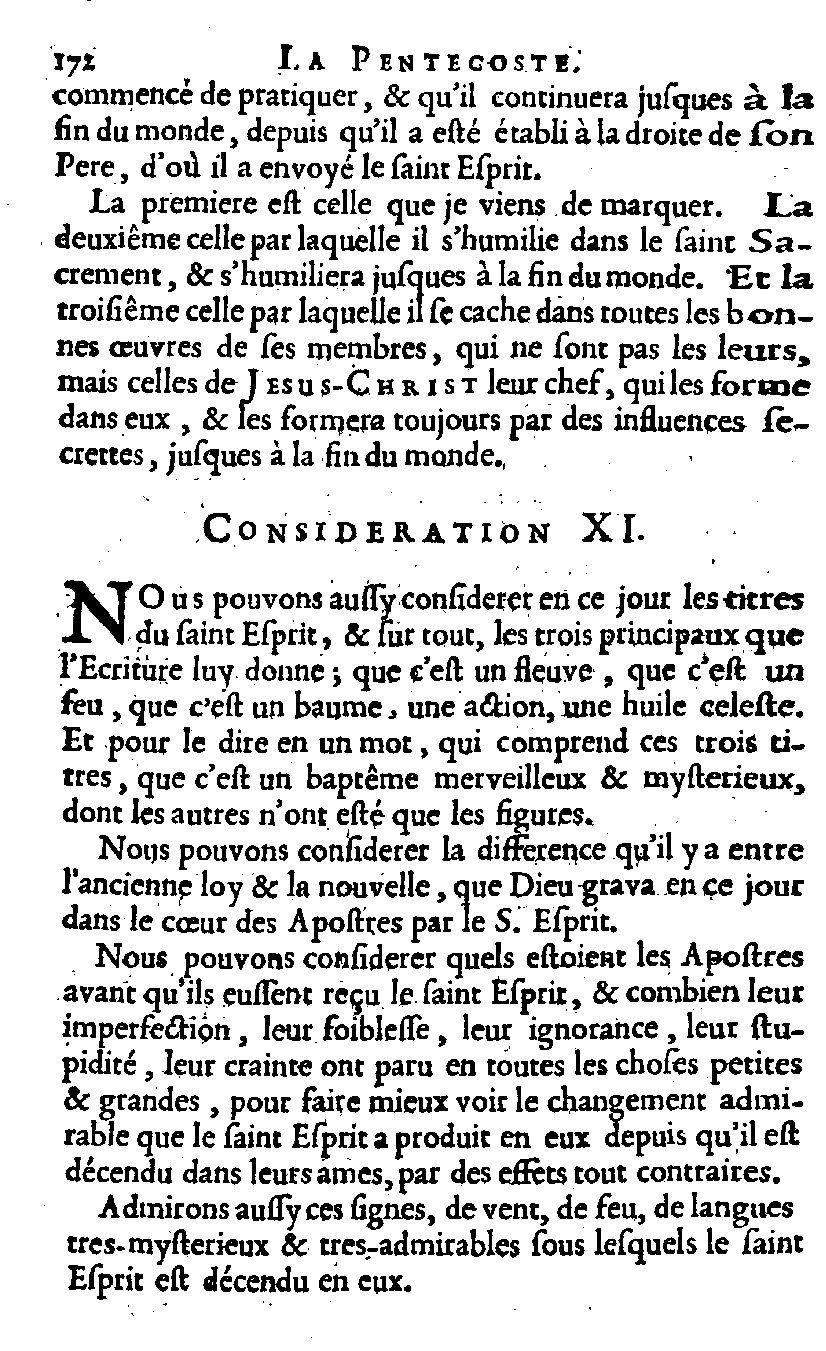 172 LA PENTECOSTE.
commencé de pratiquer, & qu'il continuera juſques à la
fin du monde, depuis qu'il a eſté établi à la droite de ſon
Pere, d'où il a envoyé le ſaint Eſprit.
La premiere eſt celle que je viens de marquer. La
deuxiême celle par laquelle il s'humilie dans le ſaint Sa-
crement, & s'humiliera juſques à la fin du monde. Et la
troiſiême celle par laquelle il ſe cache dans toutes les bon-
nes œuvres de ſes membres, qui ne ſont pas les leurs,
mais celles de JESUS-CHRIST leur chef, qui les forme
dans eux, & les formera toujours par des influences ſe-
crettes, juſques à la fin du monde.
CONSIDERATION XI.
NOus pouvons auſſy conſiderer en ce jour les titres
du ſaint Eſprit, & ſur tout, les trois principaux que
l'Ecriture luy donne; que c'eſt un fleuve, que c'eſt un
feu, que c'eſt un baume, une action, une huile celeſte.
Et pour le dire en un mot, qui comprend ces trois ti-
tres, que c'eſt un baptême merveilleux & myſterieux,
dont les autres n'ont eſté que les figures.
Nous pouvons conſiderer la difference qu'il y a entre
l'ancienne loy & la nouvelle, que Dieu grava en ce jour
dans le cœur des Apoſtres par le S. Eſprit.
Nous pouvons conſiderer quels eſtoient les Apoſtres
avant qu'ils euſſent reçu le ſaint Eſprit, & combien leur
imperfection, leur foibleſſe, leur ignorance, leur ſtu-
pidité, leur crainte ont paru en toutes les choſes petites
& grandes, pour faire mieux voir le changement admi-
rable que le ſaint Eſprit a produit en eux depuis qu'il eſt
décendu dans leurs ames, par des effets tout contraires.
Admirons auſſy ces ſignes, de vent, de feu, de langues
tres-myſterieux & tres-admirables ſous leſquels le ſaint
Eſprit eſt décendu en eux.